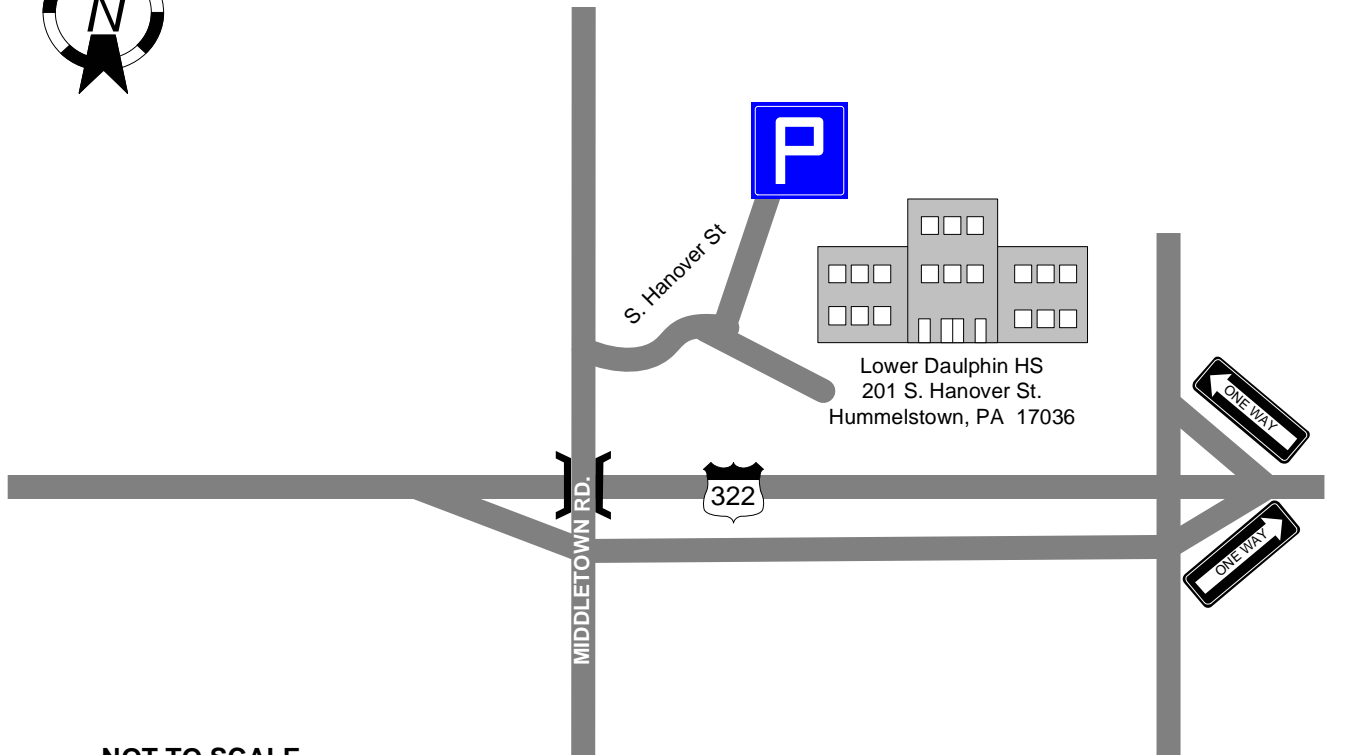 N
P
S. Hanover St
Lower Daulphin HS
201 S. Hanover St.
Hummelstown, PA 17036
ONE WAY
322
MIDDLETOWN RD.
ONE WAY
NOT TO SCALE